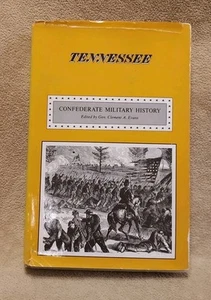 TENNESSEE
CONFEDERATE MILITARY HISTORY
Edited by Gen. Clement A. Evans